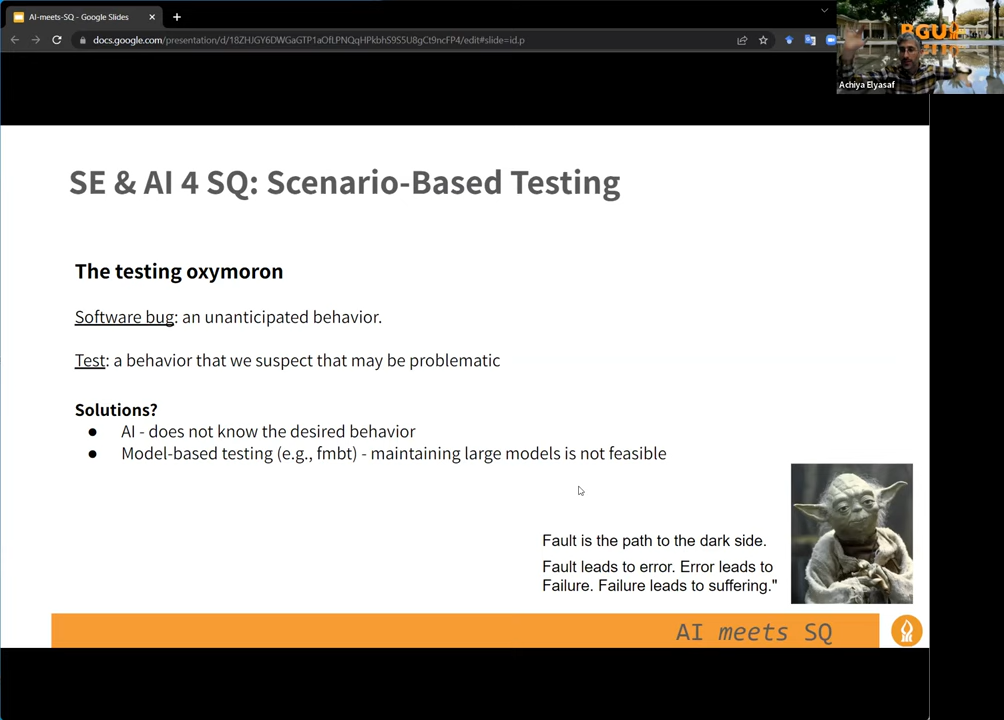 AI-meets-SQ - Google Slides
docs.google.com/presentation/d/18ZHJGY6DWGaGTP1aOfLPNQqHPkbhS9S5U8gCt9ncFP4/edit#slide=id.p
BGU
Achiya Elyasaf
SE & AI 4 SQ: Scenario-Based Testing
The testing oxymoron
Software bug: an unanticipated behavior.
Test: a behavior that we suspect that may be problematic
Solutions?
● AI - does not know the desired behavior
● Model-based testing (e.g., fmbt) - maintaining large models is not feasible
Fault is the path to the dark side.
Fault leads to error. Error leads to
Failure. Failure leads to suffering."
AI meets SQ